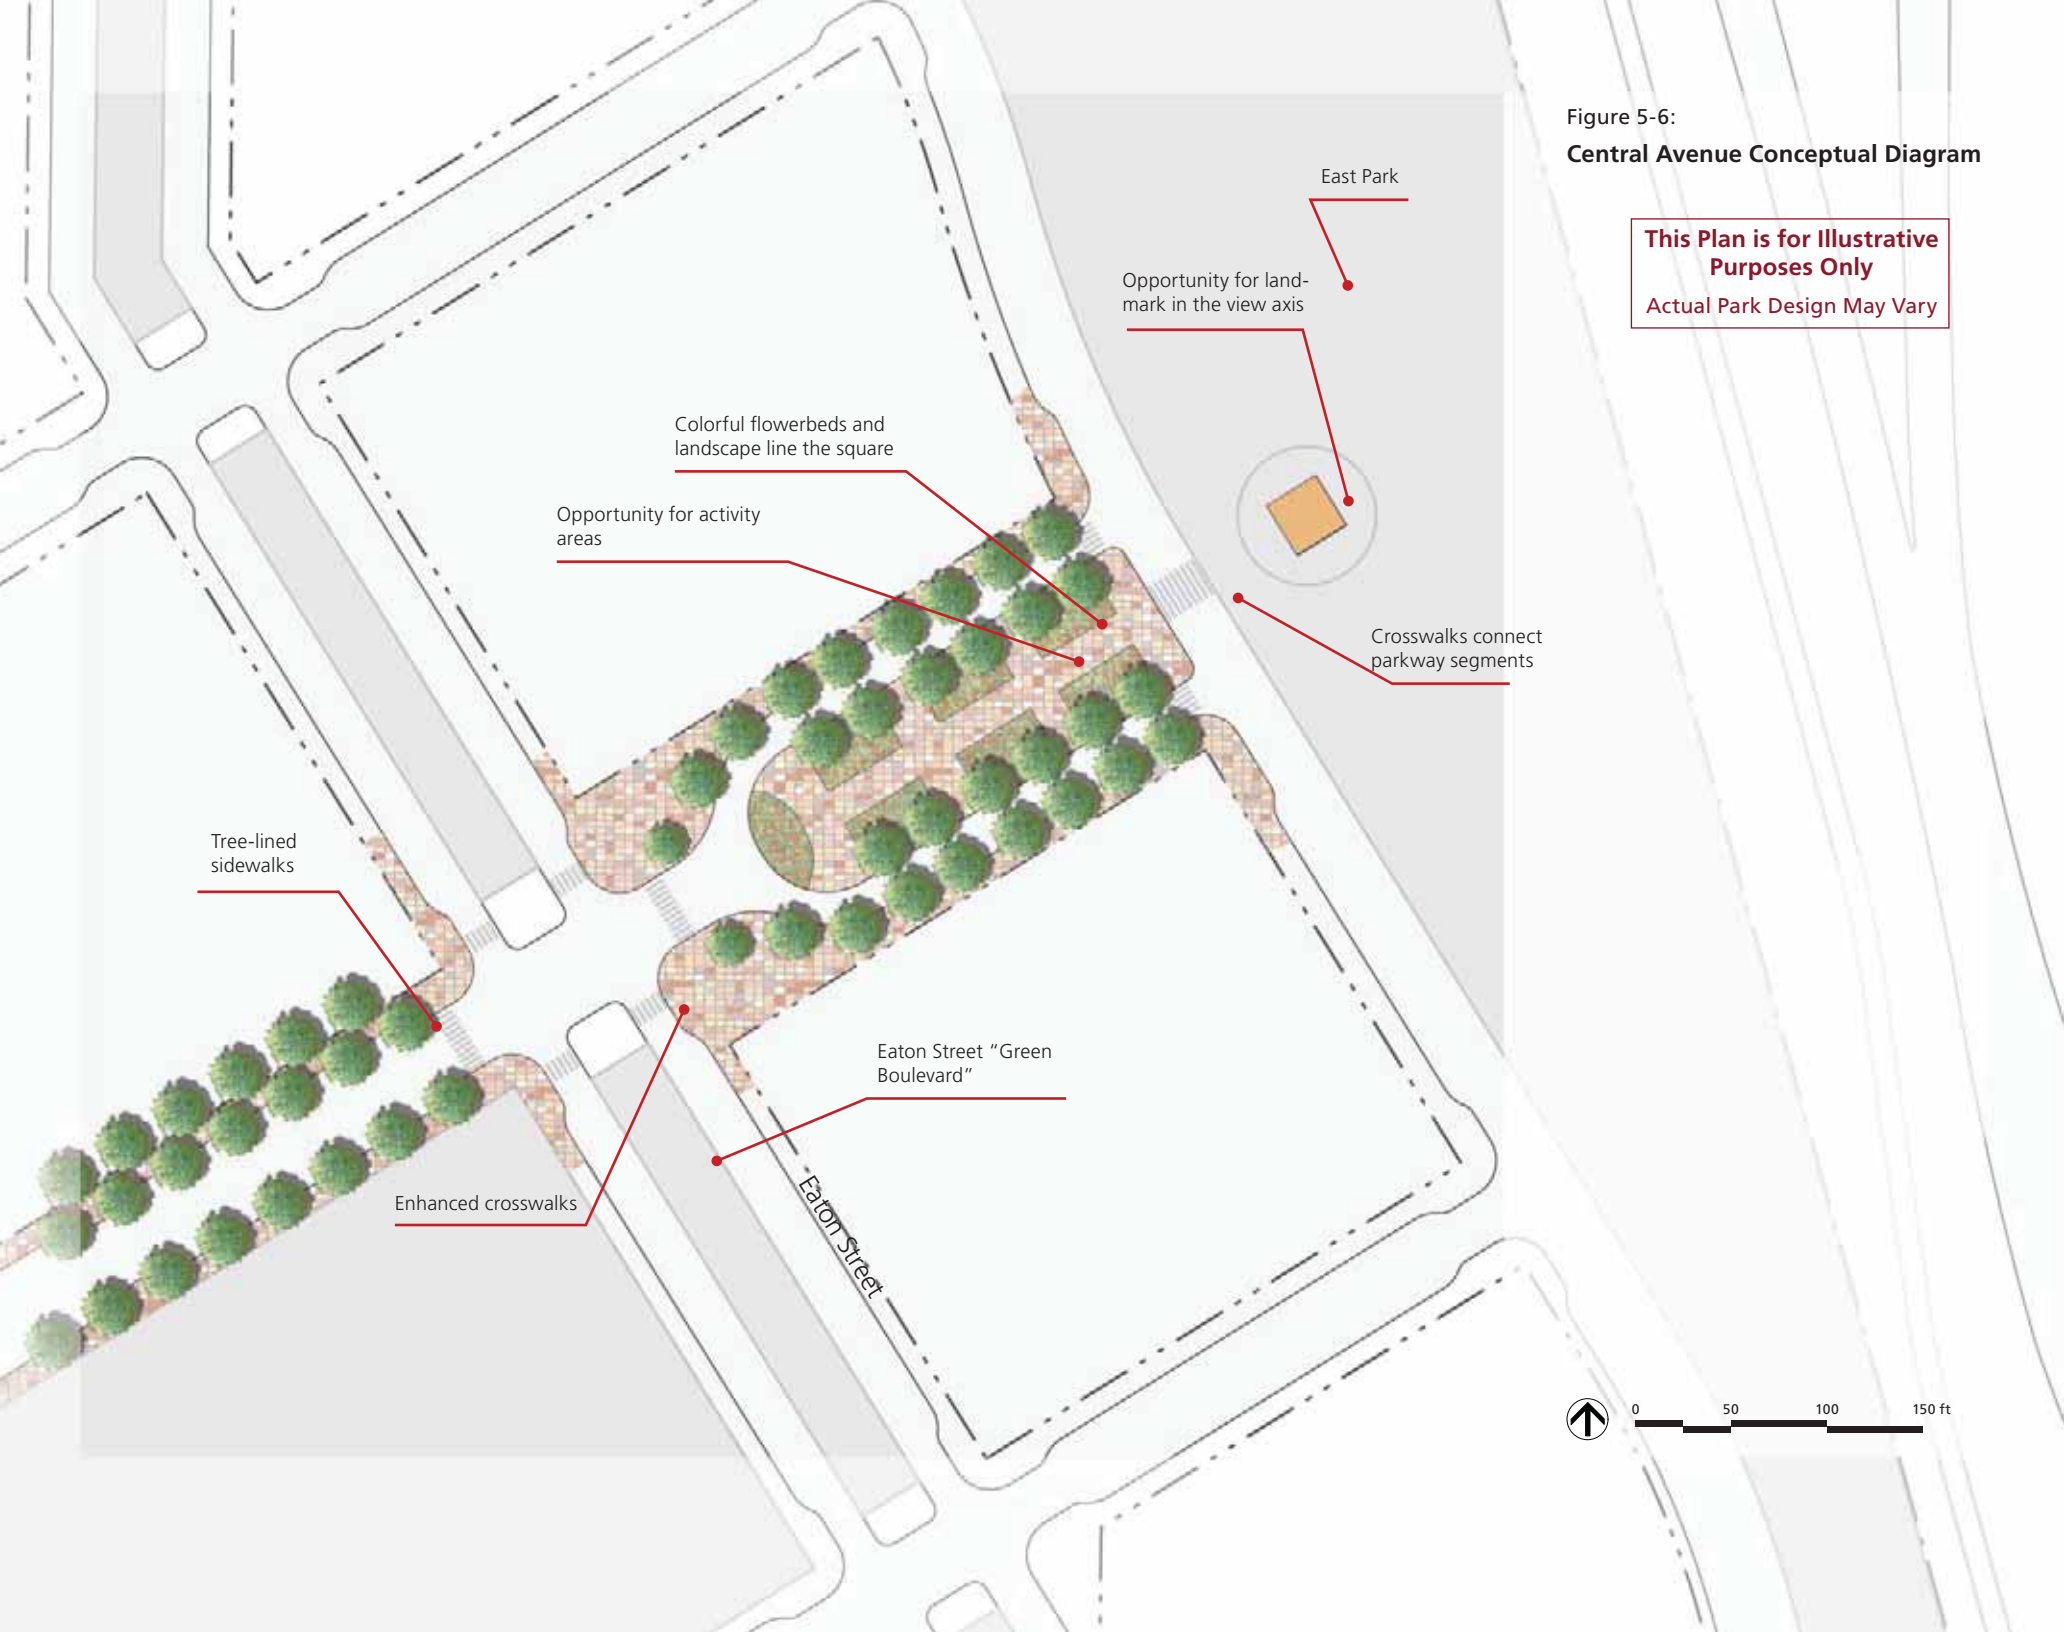 Figure 5-6:
Central Avenue Conceptual Diagram
This Plan is for Illustrative
Purposes Only
Actual Park Design May Vary
East Park
Opportunity for land-
mark in the view axis
Colorful flowerbeds and
landscape line the square
Opportunity for activity
areas
Crosswalks connect
parkway segments
Tree-lined
sidewalks
Eaton Street “Green
Boulevard”
Enhanced crosswalks
Eaton Street
0 50 100 150 ft